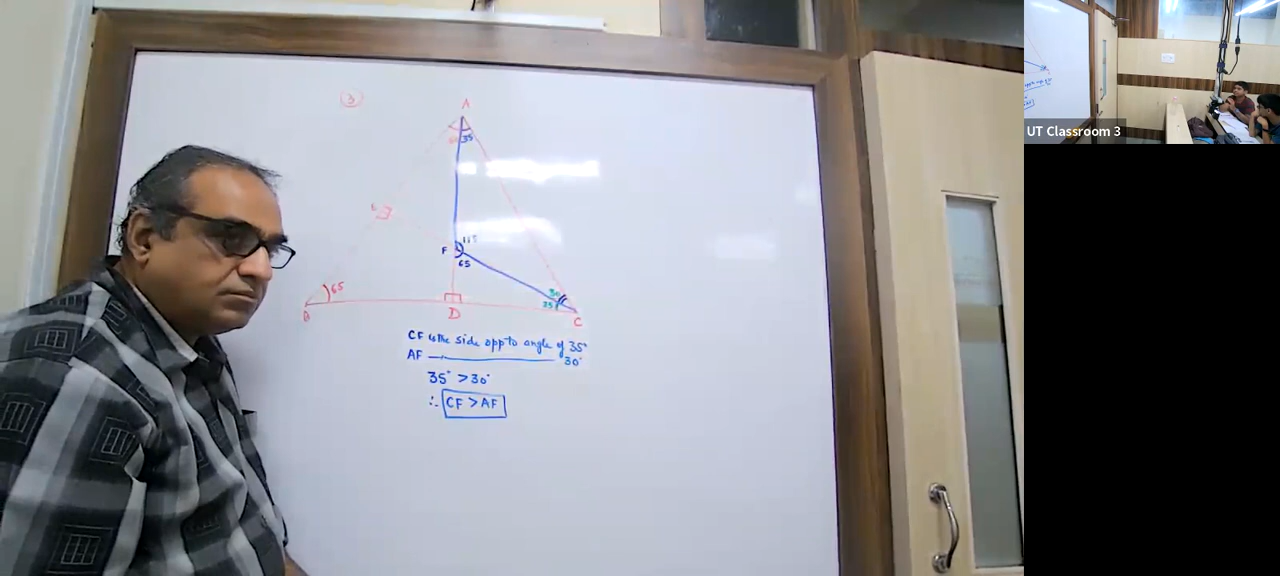 3
A
35
E
F
115
65
65
30
25
B
D
C
CF is the side opp to angle of 35°
AF ———— 30°
35° > 30°
∴ CF > AF
UT Classroom 3